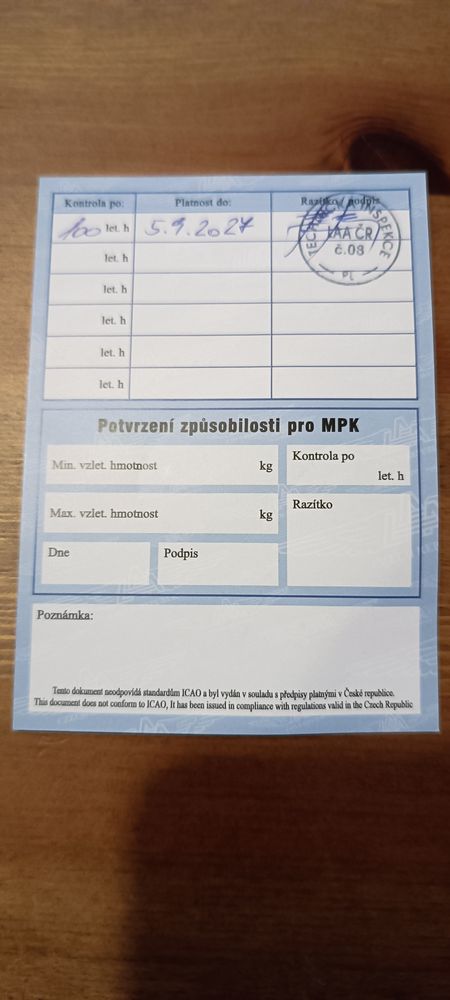 Kontrola po: Platnost do: Razítko / podpis
100 let. h 5.9.2027
TECHNICKÁ INSPEKCE
LAA ČR
č.03
PL
let. h
let. h
let. h
let. h
let. h
Potvrzení způsobilosti pro MPK
Min. vzlet. hmotnost kg
Kontrola po
let. h
Max. vzlet. hmotnost kg
Razítko
Dne Podpis
Poznámka:
Tento dokument neodpovídá standardům ICAO a byl vydán v souladu s předpisy platnými v České republice.
This document does not conform to ICAO, It has been issued in compliance with regulations valid in the Czech Republic